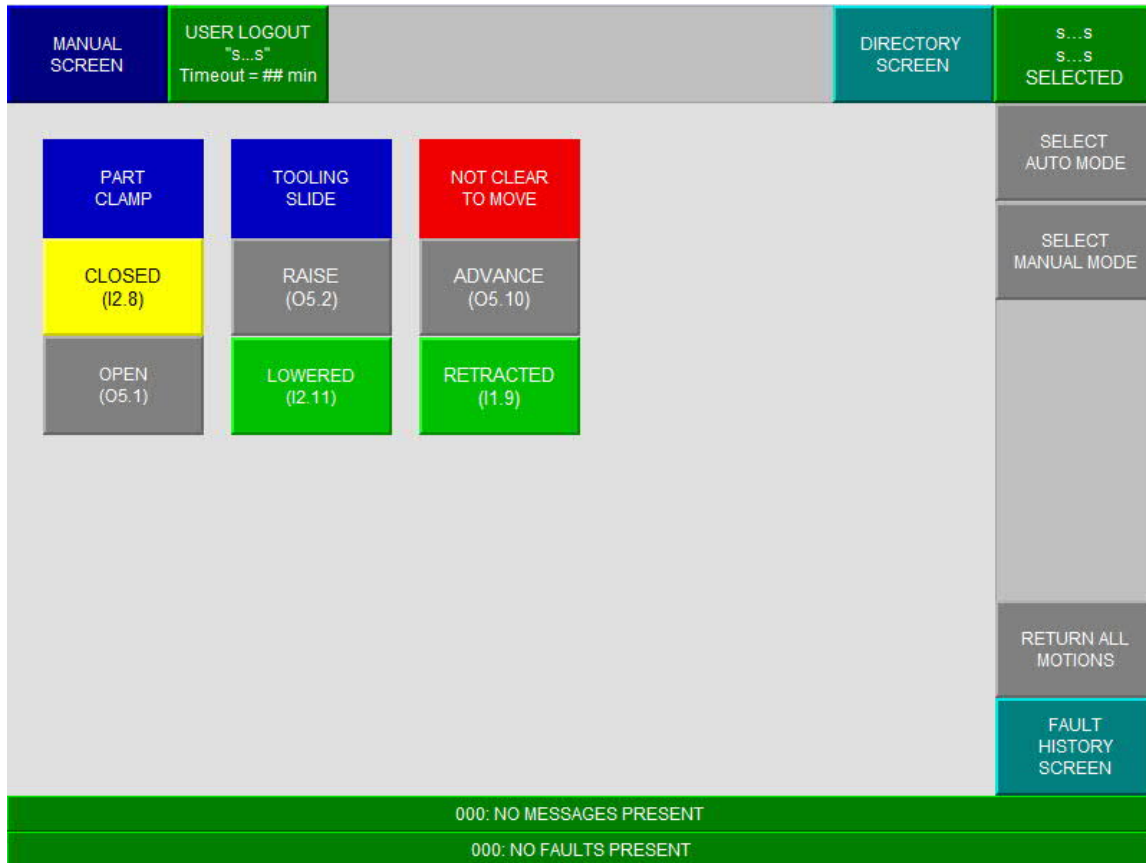 MANUAL
SCREEN
USER LOGOUT
"s...s"
Timeout = ## min
DIRECTORY
SCREEN
s...s
s...s
SELECTED
PART
CLAMP
TOOLING
SLIDE
NOT CLEAR
TO MOVE
SELECT
AUTO MODE
CLOSED
(I2.8)
RAISE
(O5.2)
ADVANCE
(O5.10)
SELECT
MANUAL MODE
OPEN
(O5.1)
LOWERED
(I2.11)
RETRACTED
(I1.9)
RETURN ALL
MOTIONS
FAULT
HISTORY
SCREEN
000: NO MESSAGES PRESENT
000: NO FAULTS PRESENT